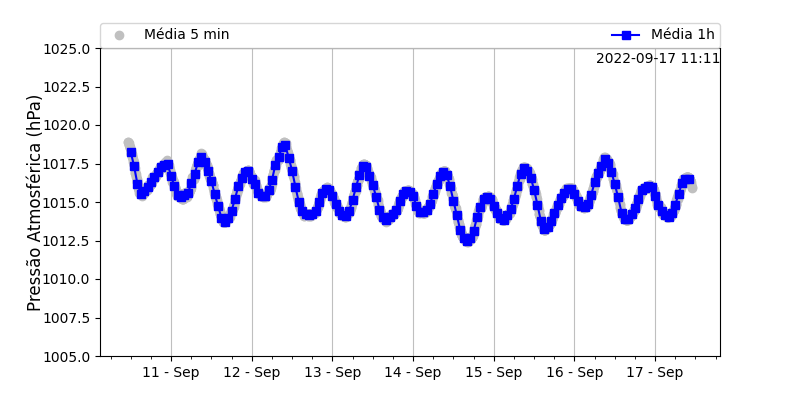 Média 5 min
Média 1h
2022-09-17 11:11
Pressão Atmosférica (hPa)
1025.0
1022.5
1020.0
1017.5
1015.0
1012.5
1010.0
1007.5
1005.0
11 - Sep
12 - Sep
13 - Sep
14 - Sep
15 - Sep
16 - Sep
17 - Sep